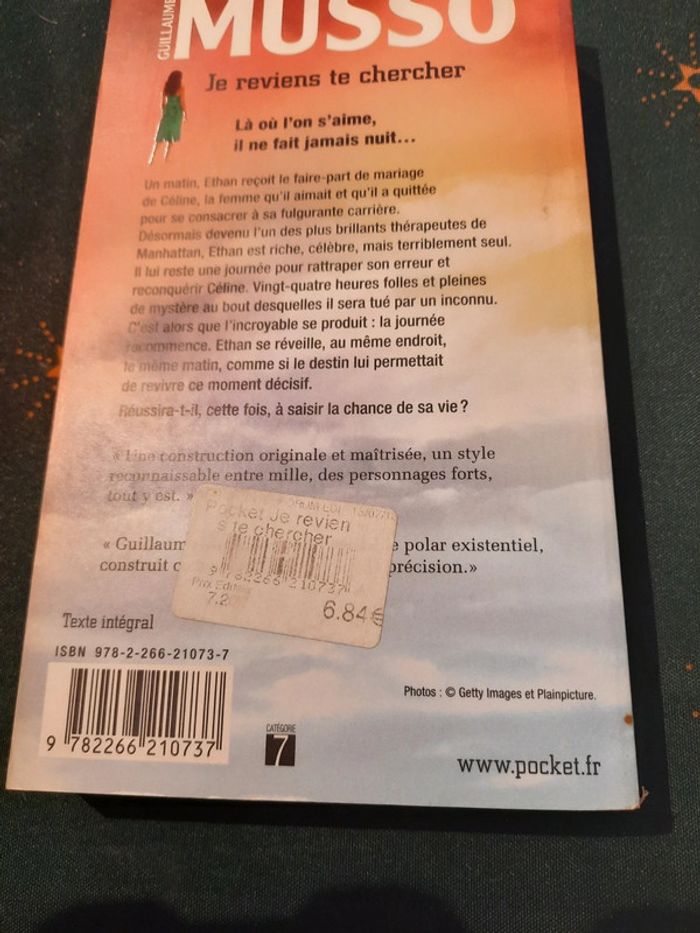 GUILLAUME
MUSSO
Je reviens te chercher
Là où l'on s'aime,
il ne fait jamais nuit...
Un matin, Ethan reçoit le faire-part de mariage
de Céline, la femme qu'il aimait et qu'il a quittée
pour se consacrer à sa fulgurante carrière.
Désormais devenu l'un des plus brillants thérapeutes de
Manhattan, Ethan est riche, célèbre, mais terriblement seul.
Il lui reste une journée pour rattraper son erreur et
reconquérir Céline. Vingt-quatre heures folles et pleines
de mystère au bout desquelles il sera tué par un inconnu.
C'est alors que l'incroyable se produit : la journée
recommence. Ethan se réveille, au même endroit,
le même matin, comme si le destin lui permettait
de revivre ce moment décisif.
Réussira-t-il, cette fois, à saisir la chance de sa vie ?
« Une construction originale et maîtrisée, un style
reconnaissable entre mille, des personnages forts,
tout y est. »
Pocket Je revien
s te chercher
9 782266 210737
Prix Editeur
6.84€
« Guillaum e polar existentiel,
construit précision.»
Texte intégral
ISBN 978-2-266-21073-7
9 782266 210737
CATÉGORIE
7
Photos : © Getty Images et Plainpicture.
www.pocket.fr